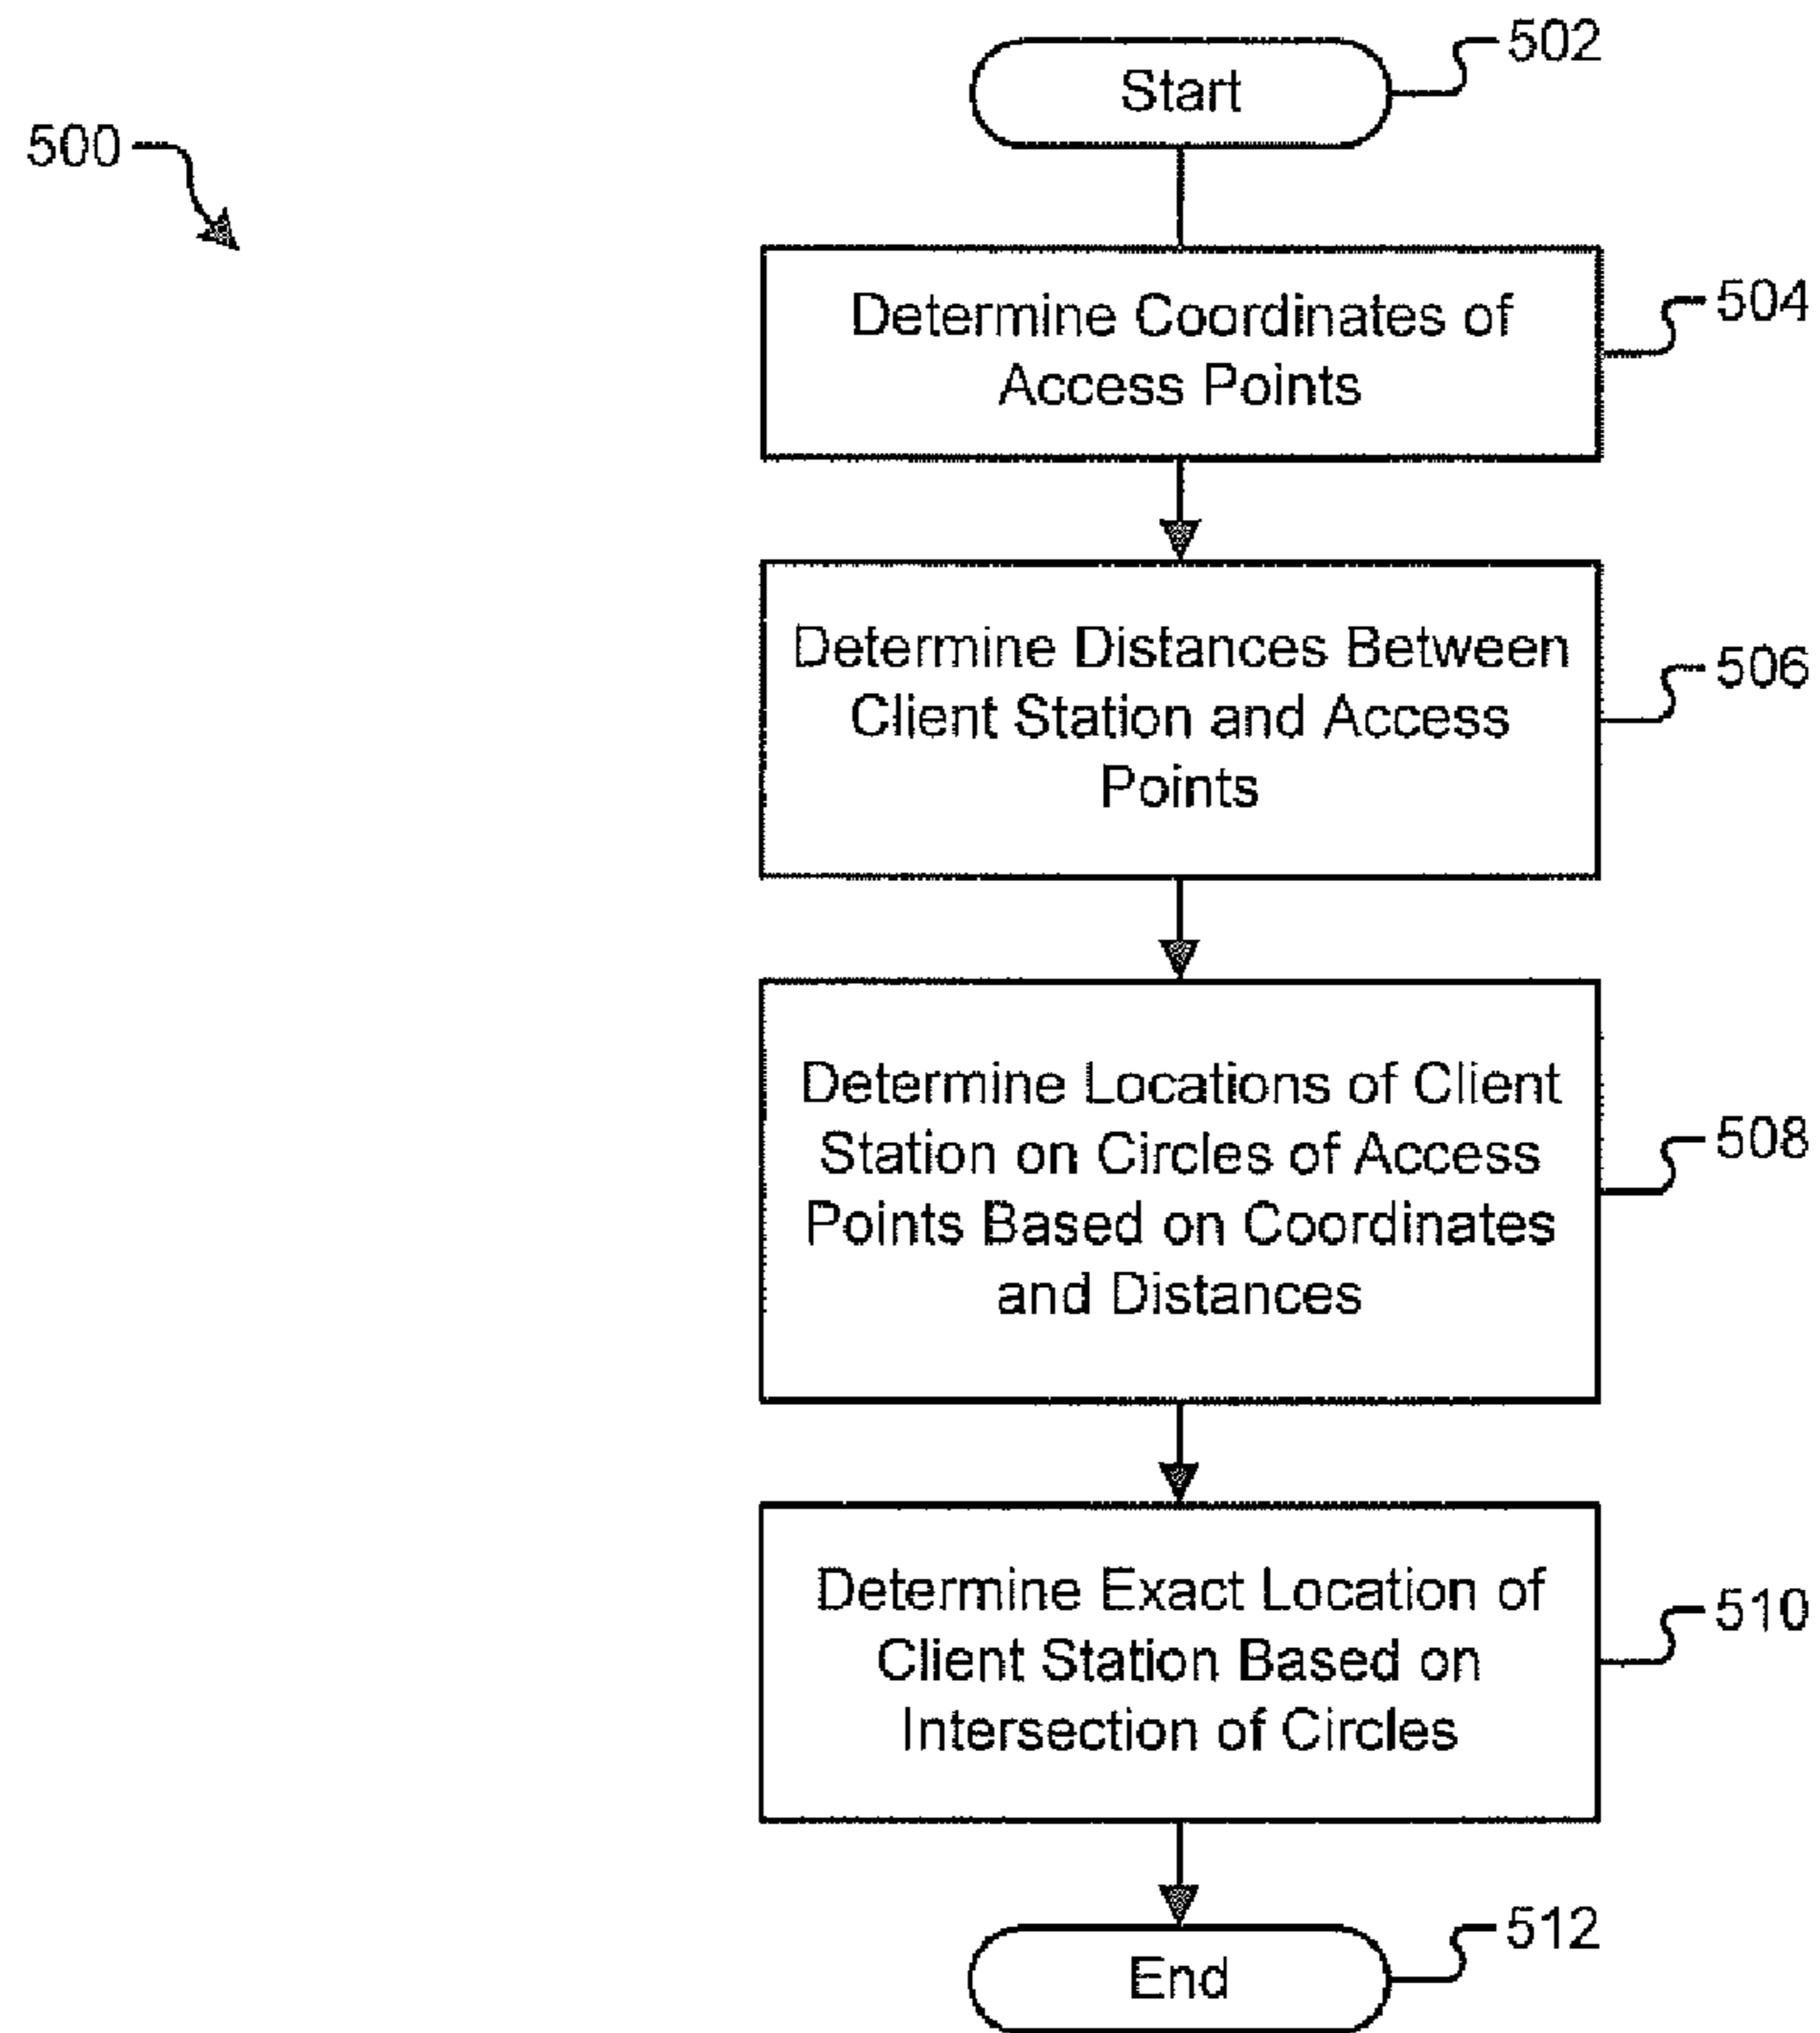 Start
502
500
Determine Coordinates of
Access Points
504
Determine Distances Between
Client Station and Access
Points
506
Determine Locations of Client
Station on Circles of Access
Points Based on Coordinates
and Distances
508
Determine Exact Location of
Client Station Based on
Intersection of Circles
510
End
512